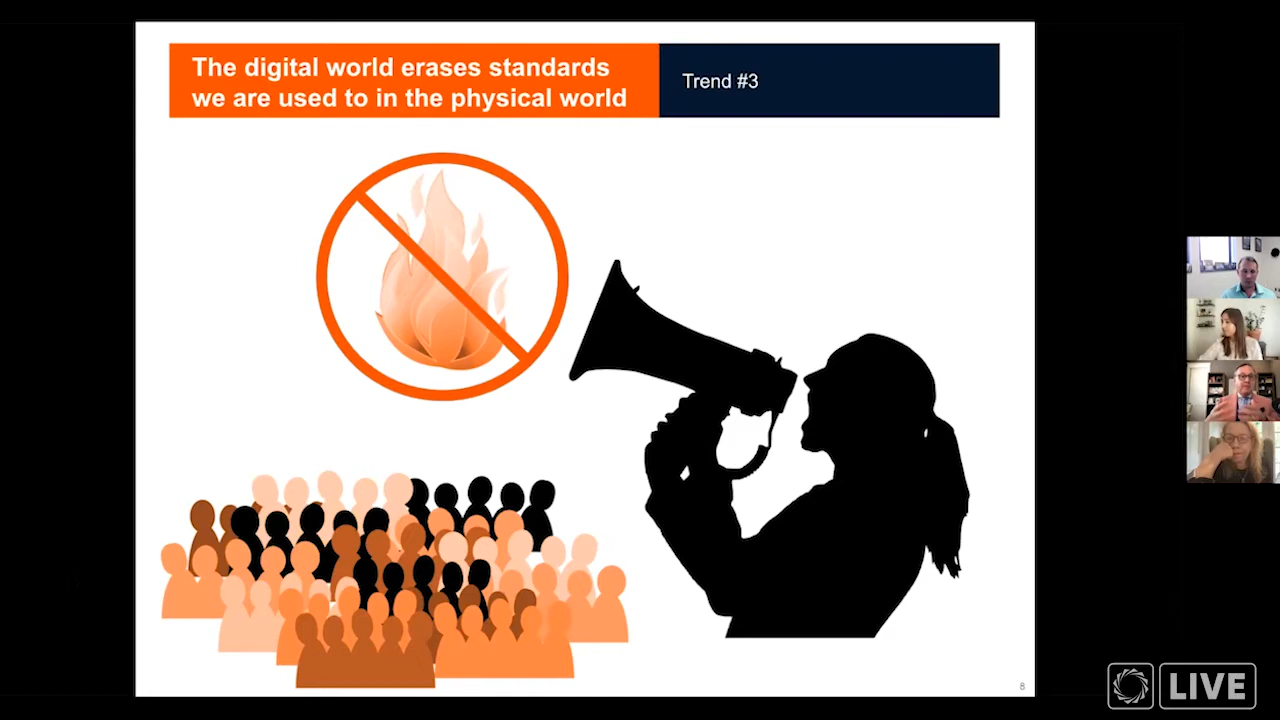 The digital world erases standards
we are used to in the physical world
Trend #3
8
LIVE